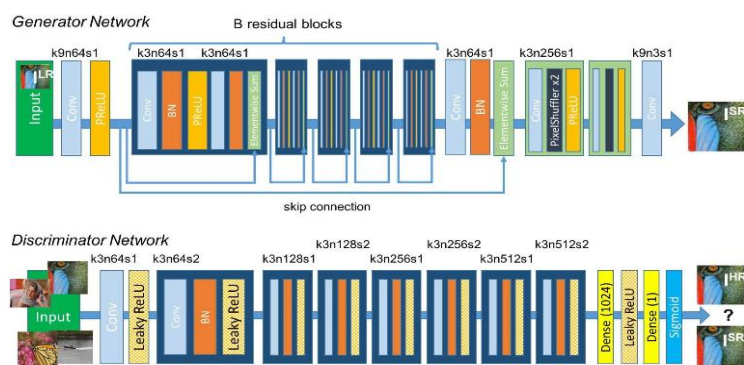 Generator Network
B residual blocks
k9n64s1
k3n64s1
k3n64s1
k3n64s1
k3n256s1
k9n3s1
I LR
Input
Conv
PReLU
Conv
BN
PReLU
Elementwise Sum
Conv
BN
Elementwise Sum
Conv
PixelShuffler x2
PReLU
Conv
I SR
skip connection
Discriminator Network
k3n64s1
k3n64s2
k3n128s1
k3n128s2
k3n256s1
k3n256s2
k3n512s1
k3n512s2
Input
Conv
Leaky ReLU
Conv
BN
Leaky ReLU
Dense (1024)
Leaky ReLU
Dense (1)
Sigmoid
I HR
?
I SR